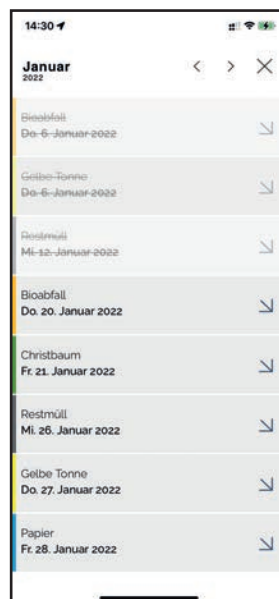 14:30
Januar
2022
Bioabfall
Do. 6. Januar 2022
Gelbe Tonne
Do. 6. Januar 2022
Restmüll
Mi. 12. Januar 2022
Bioabfall
Do. 20. Januar 2022
Christbaum
Fr. 21. Januar 2022
Restmüll
Mi. 26. Januar 2022
Gelbe Tonne
Do. 27. Januar 2022
Papier
Fr. 28. Januar 2022